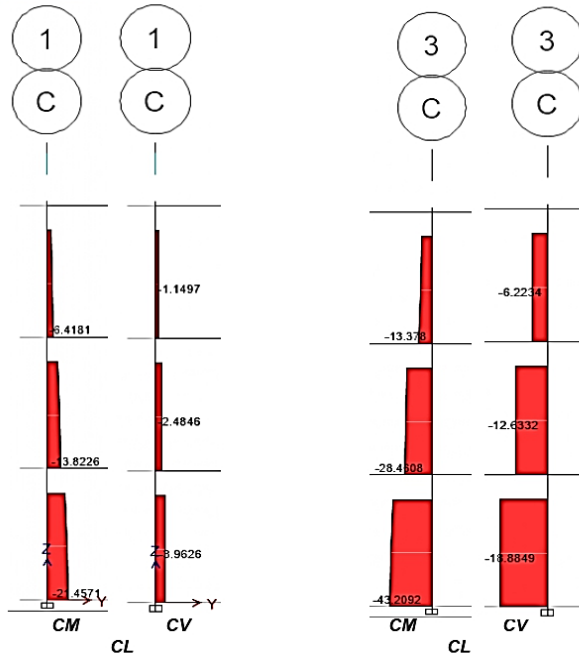 1 1 3 3
C C C C
-1.1497 -6.2234
-6.4181 -13.378
-2.4846 -12.6332
-13.8226 -28.4608
Z Z -3.9626 -18.8849
-21.4571 Y Y -43.2092
CM CV CM CV
CL CL